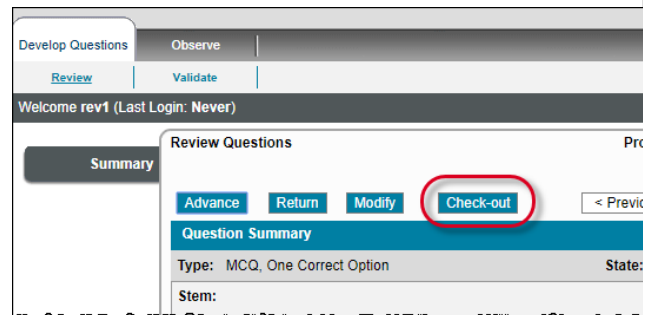 Develop Questions Observe
Review Validate
Welcome rev1 (Last Login: Never)
Review Questions
Summary
Advance Return Modify Check-out
Question Summary
Type: MCQ, One Correct Option State:
Stem: